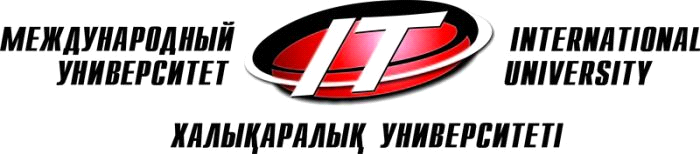 МЕЖДУНАРОДНЫЙ
УНИВЕРСИТЕТ
IT
INTERNATIONAL
UNIVERSITY
ХАЛЫҚАРАЛЫҚ УНИВЕРСИТЕТІ